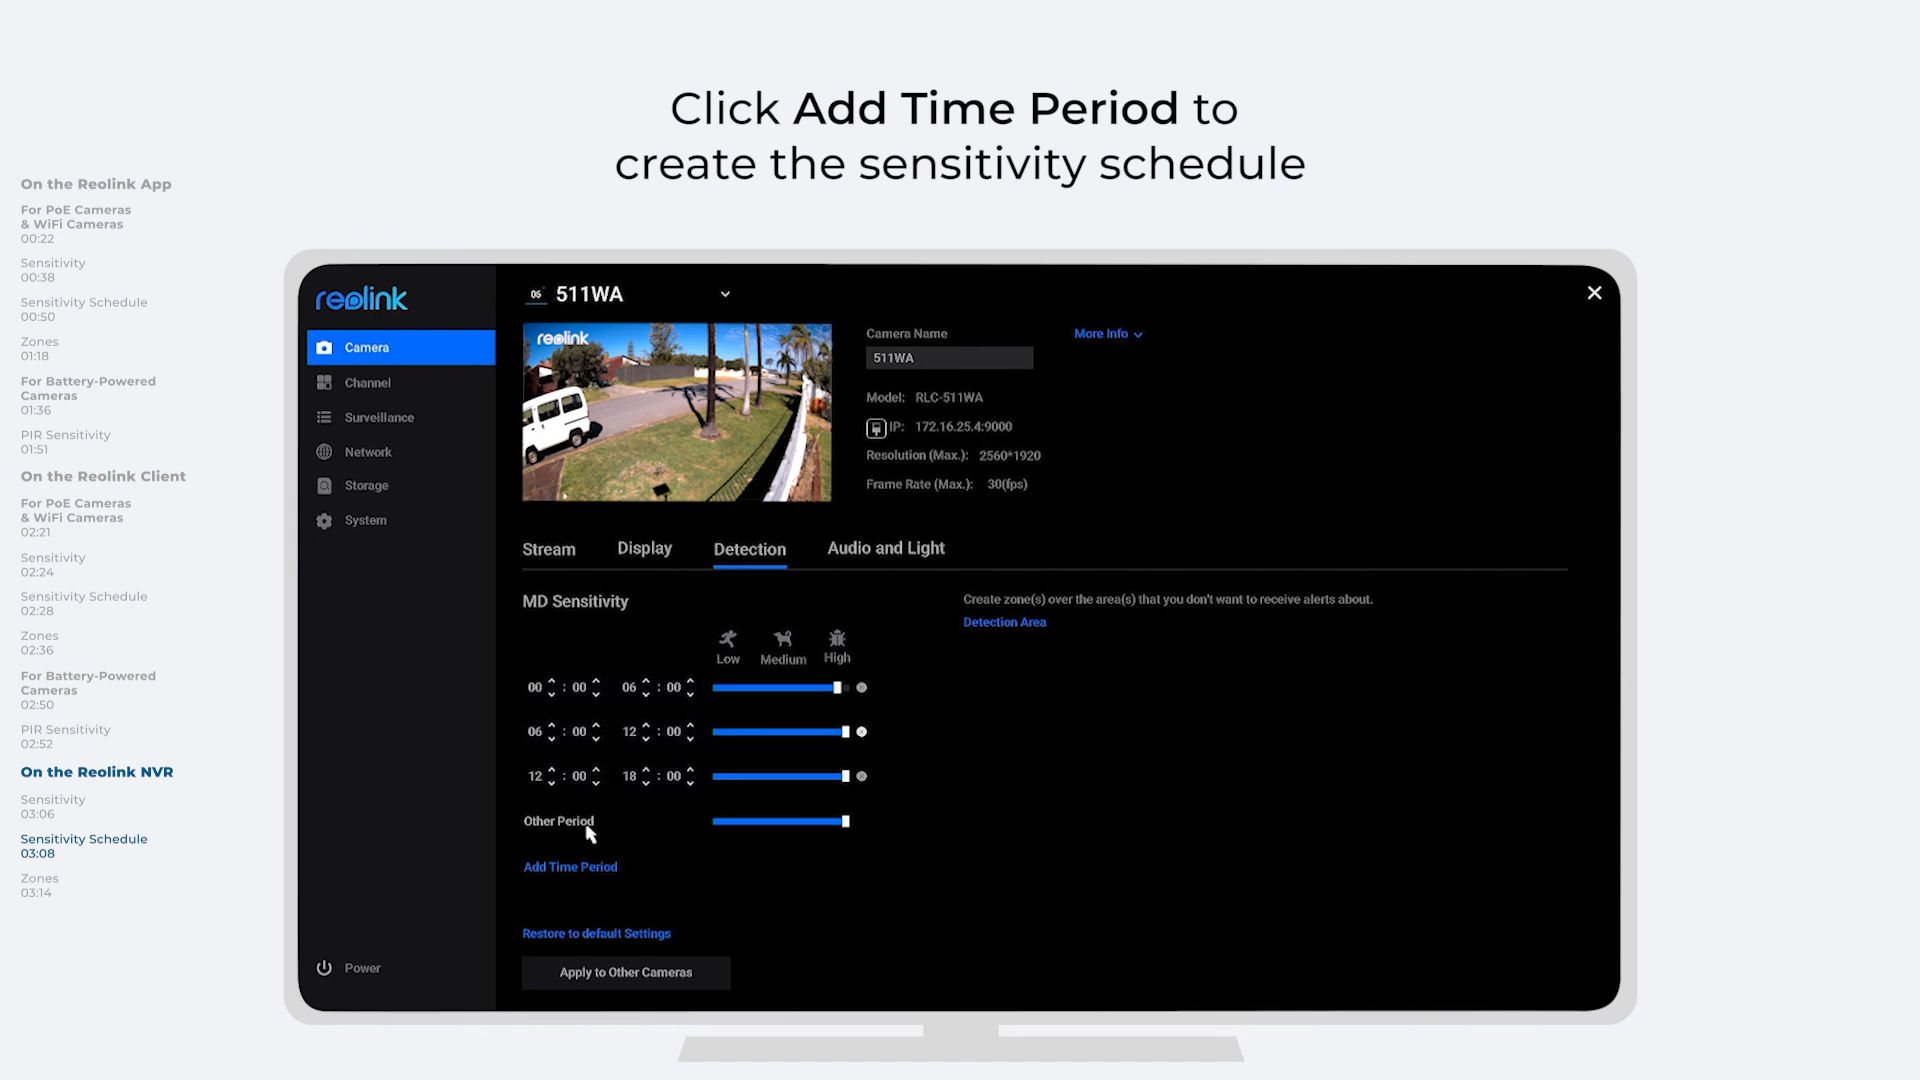 Click Add Time Period to
create the sensitivity schedule
On the Reolink App
For PoE Cameras
& WiFi Cameras
00:22
Sensitivity
00:38
Sensitivity Schedule
00:50
Zones
01:18
For Battery-Powered
Cameras
01:36
PIR Sensitivity
01:51
On the Reolink Client
For PoE Cameras
& WiFi Cameras
02:21
Sensitivity
02:24
Sensitivity Schedule
02:28
Zones
02:36
For Battery-Powered
Cameras
02:50
PIR Sensitivity
02:52
On the Reolink NVR
Sensitivity
03:06
Sensitivity Schedule
03:08
Zones
03:14
reolink
Camera
Channel
Surveillance
Network
Storage
System
Power
06 511WA
reolink
Camera Name
511WA
More Info
Model: RLC-511WA
IP: 172.16.25.4:9000
Resolution (Max.): 2560*1920
Frame Rate (Max.): 30(fps)
Stream Display Detection Audio and Light
MD Sensitivity
Low Medium High
00 : 00 06 : 00
06 : 00 12 : 00
12 : 00 18 : 00
Other Period
Add Time Period
Create zone(s) over the area(s) that you don't want to receive alerts about.
Detection Area
Restore to default Settings
Apply to Other Cameras